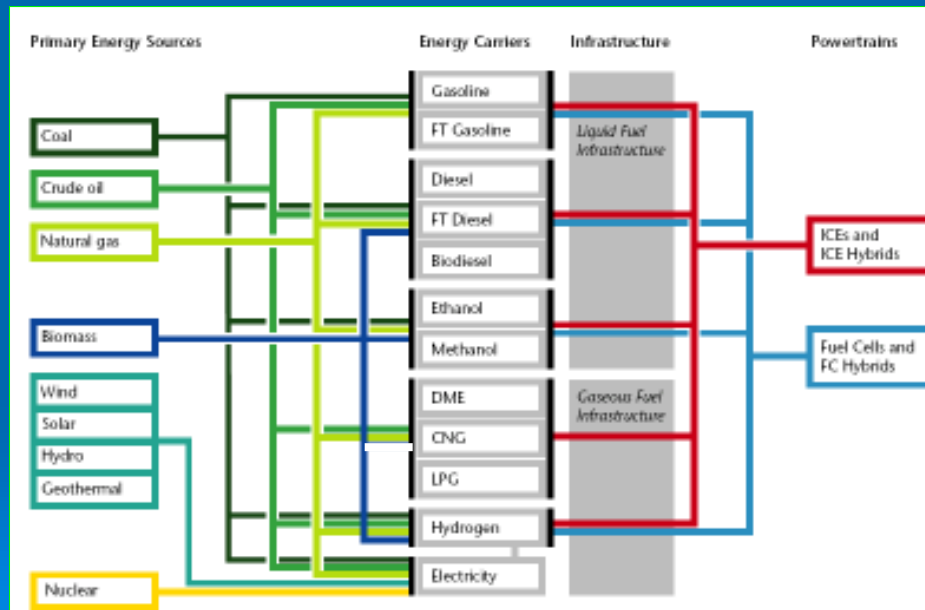 Primary Energy Sources
Energy Carriers
Infrastructure
Powertrains
Coal
Crude oil
Natural gas
Biomass
Wind
Solar
Hydro
Geothermal
Nuclear
Gasoline
FT Gasoline
Diesel
FT Diesel
Biodiesel
Ethanol
Methanol
DME
CNG
LPG
Hydrogen
Electricity
Liquid Fuel
Infrastructure
Gaseous Fuel
Infrastructure
ICEs and
ICE Hybrids
Fuel Cells and
FC Hybrids